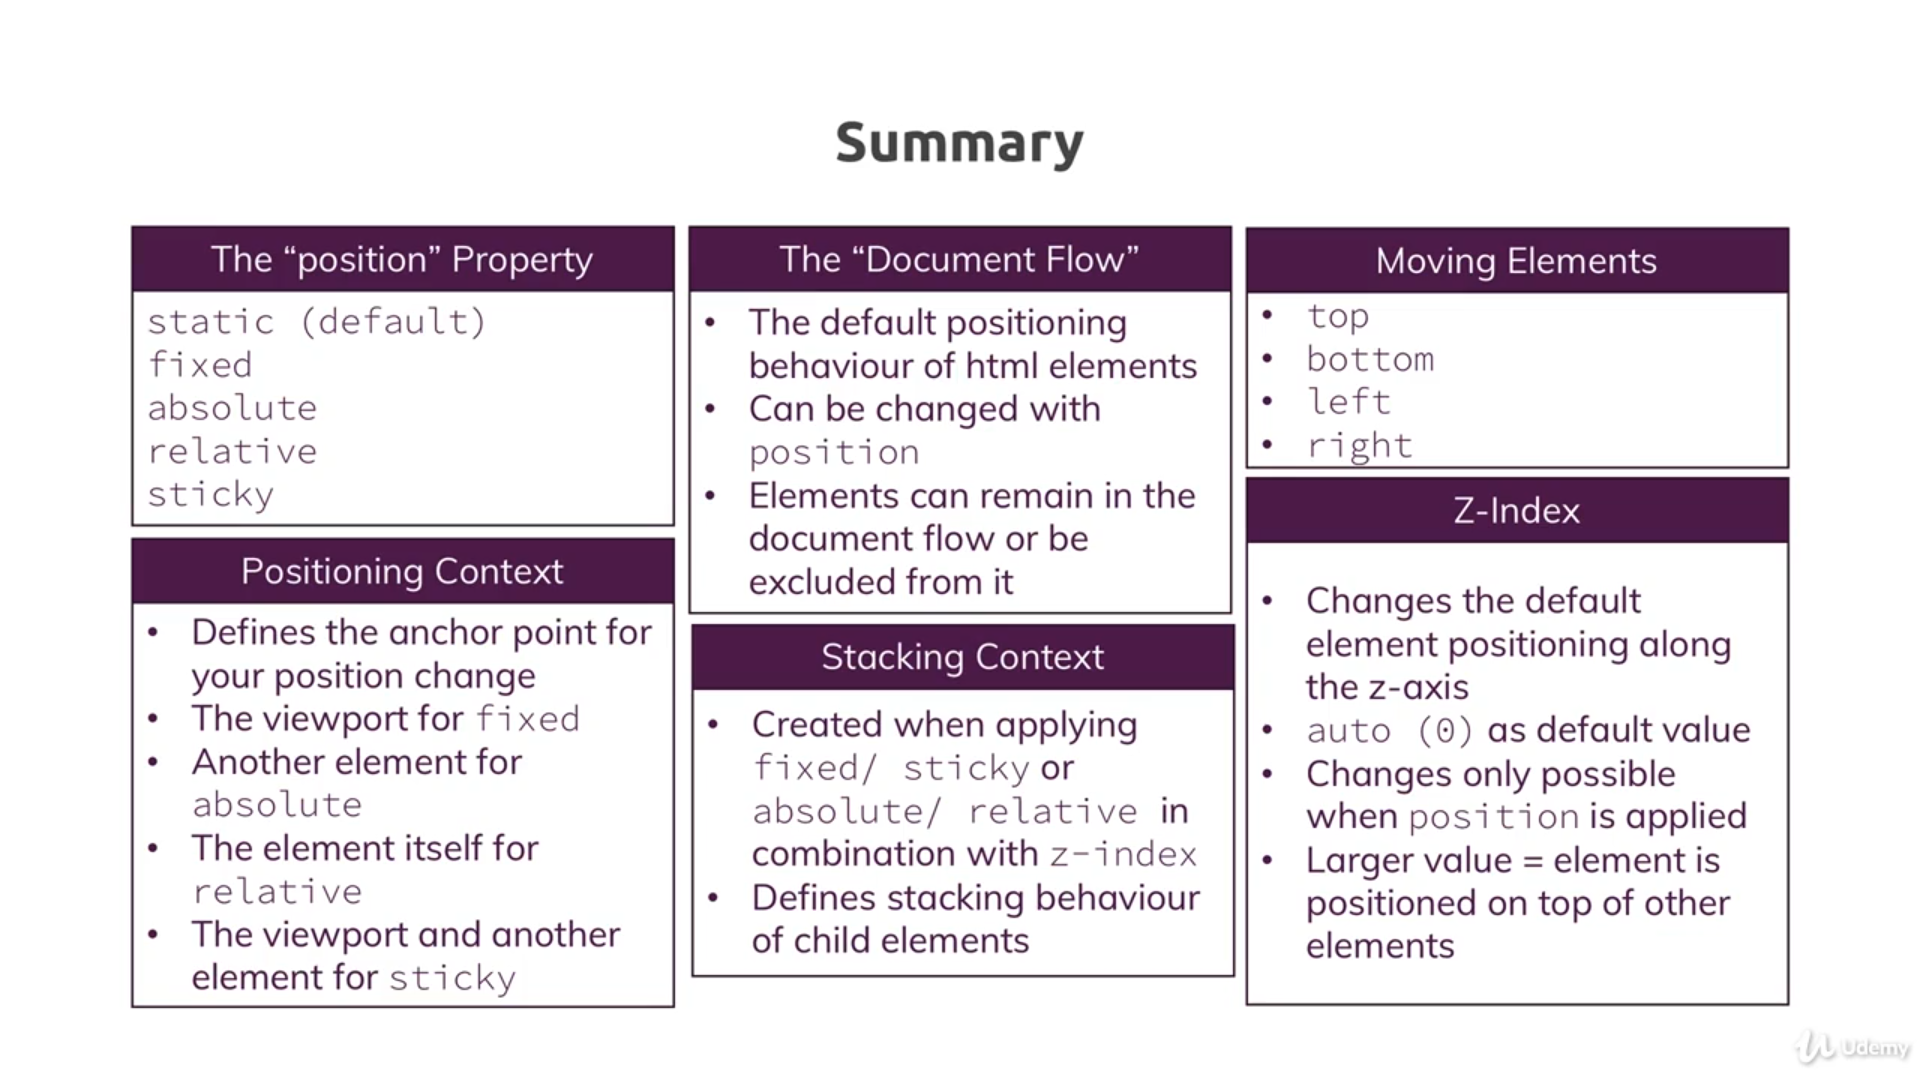 Summary
The “position” Property
static (default)
fixed
absolute
relative
sticky
Positioning Context
• Defines the anchor point for
your position change
• The viewport for fixed
• Another element for
absolute
• The element itself for
relative
• The viewport and another
element for sticky
The “Document Flow”
• The default positioning
behaviour of html elements
• Can be changed with
position
• Elements can remain in the
document flow or be
excluded from it
Stacking Context
• Created when applying
fixed/ sticky or
absolute/ relative in
combination with z-index
• Defines stacking behaviour
of child elements
Moving Elements
• top
• bottom
• left
• right
Z-Index
• Changes the default
element positioning along
the z-axis
• auto (0) as default value
• Changes only possible
when position is applied
• Larger value = element is
positioned on top of other
elements
Udemy